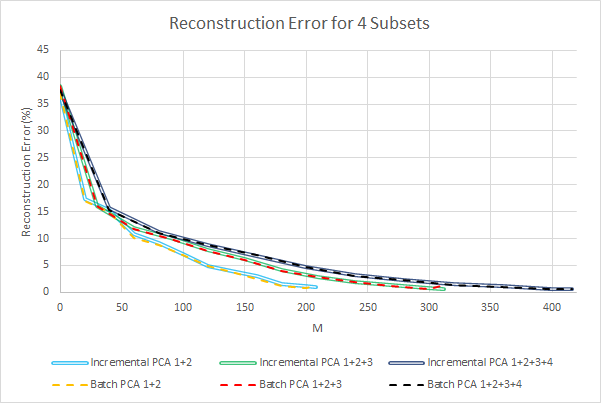 Reconstruction Error for 4 Subsets
45
40
35
30
25
20
15
10
5
0
Reconstruction Error(%)
0 50 100 150 200 250 300 350 400
M
Incremental PCA 1+2 Incremental PCA 1+2+3 Incremental PCA 1+2+3+4
Batch PCA 1+2 Batch PCA 1+2+3 Batch PCA 1+2+3+4